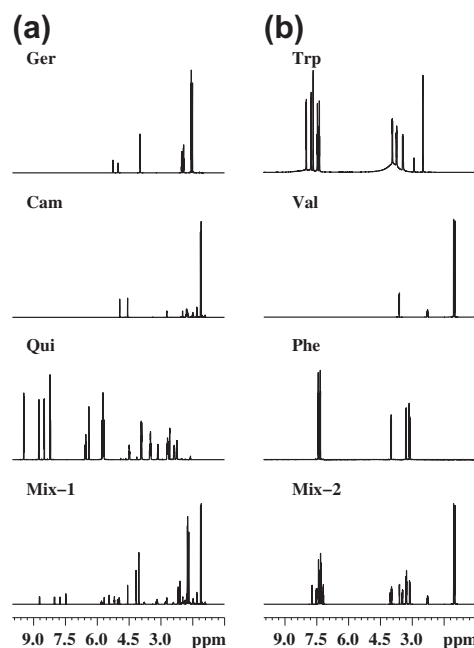 (a) (b)
Ger Trp
Cam Val
Qui Phe
Mix-1 Mix-2
9.0 7.5 6.0 4.5 3.0 ppm 9.0 7.5 6.0 4.5 3.0 ppm